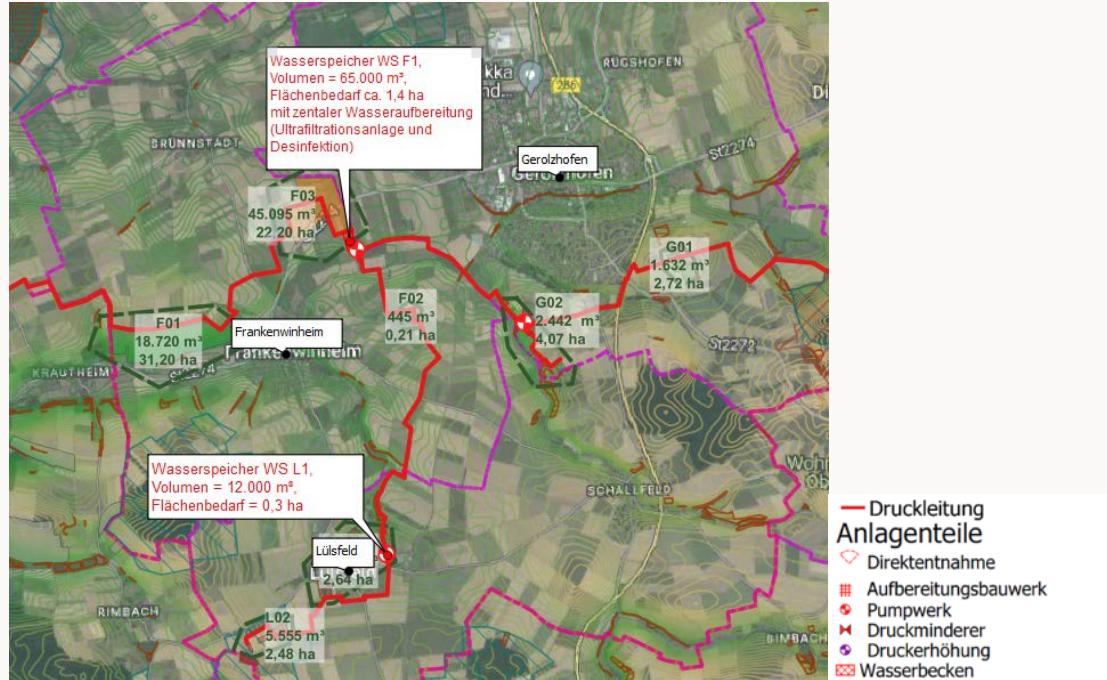 Wasserspeicher WS F1,
Volumen = 65.000 m³,
Flächenbedarf ca. 1,4 ha
mit zentaler Wasseraufbereitung
(Ultrafiltrationsanlage und
Desinfektion)
RÜGSHOFEN
286
BRÜNNSTADT
Gerolzhofen
St2274
F03
45.095 m³
22,20 ha
G01
1.632 m³
2,72 ha
F02
445 m³
0,21 ha
G02
2.442 m³
4,07 ha
F01
18.720 m³
31,20 ha
Frankenwinheim
Frankenwinheim
St2272
KRAUTHEIM
St2274
Wasserspeicher WS L1,
Volumen = 12.000 m³,
Flächenbedarf = 0,3 ha
SCHALLFELD
Lülsfeld
2,64 ha
RIMBACH
L02
5.555 m³
2,48 ha
BIMBACH
Druckleitung
Anlagenteile
Direktentnahme
Aufbereitungsbauwerk
Pumpwerk
Druckminderer
Druckerhöhung
Wasserbecken